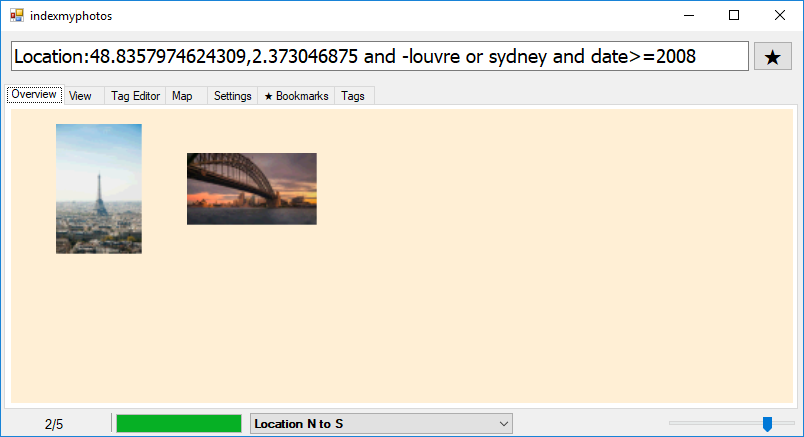 indexmyphotos
Location:48.8357974624309,2.373046875 and -louvre or sydney and date>=2008 ★
Overview View Tag Editor Map Settings ★ Bookmarks Tags
2/5 Location N to S